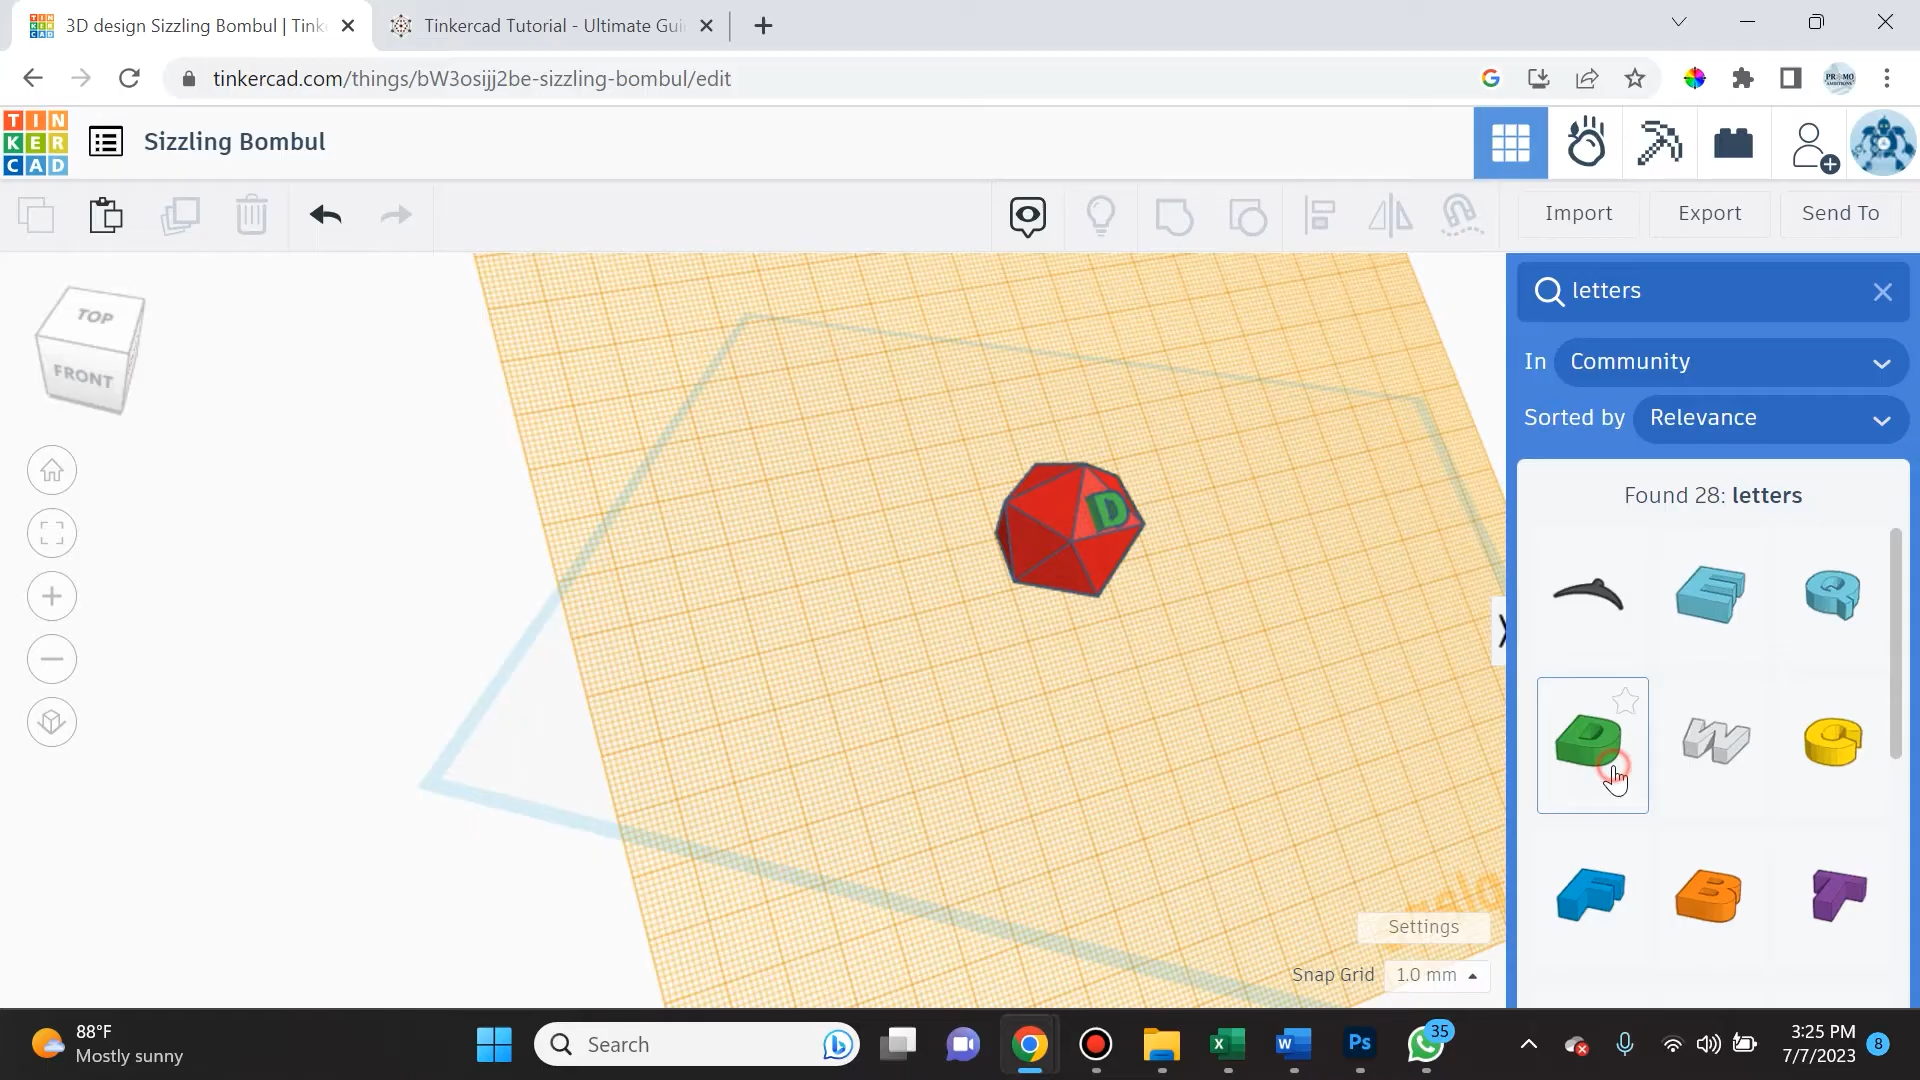 3D design Sizzling Bombul | Tink
Tinkercad Tutorial - Ultimate Gui
tinkercad.com/things/bW3osijj2be-sizzling-bombul/edit
PROMO
TIN
KER
CAD
Sizzling Bombul
Import
Export
Send To
TOP
FRONT
D
letters
In
Community
Sorted by
Relevance
Found 28: letters
E
Q
D
W
C
F
B
T
Settings
Snap Grid
1.0 mm
88°F
Mostly sunny
Search
X
W
Ps
35
3:25 PM
7/7/2023
8